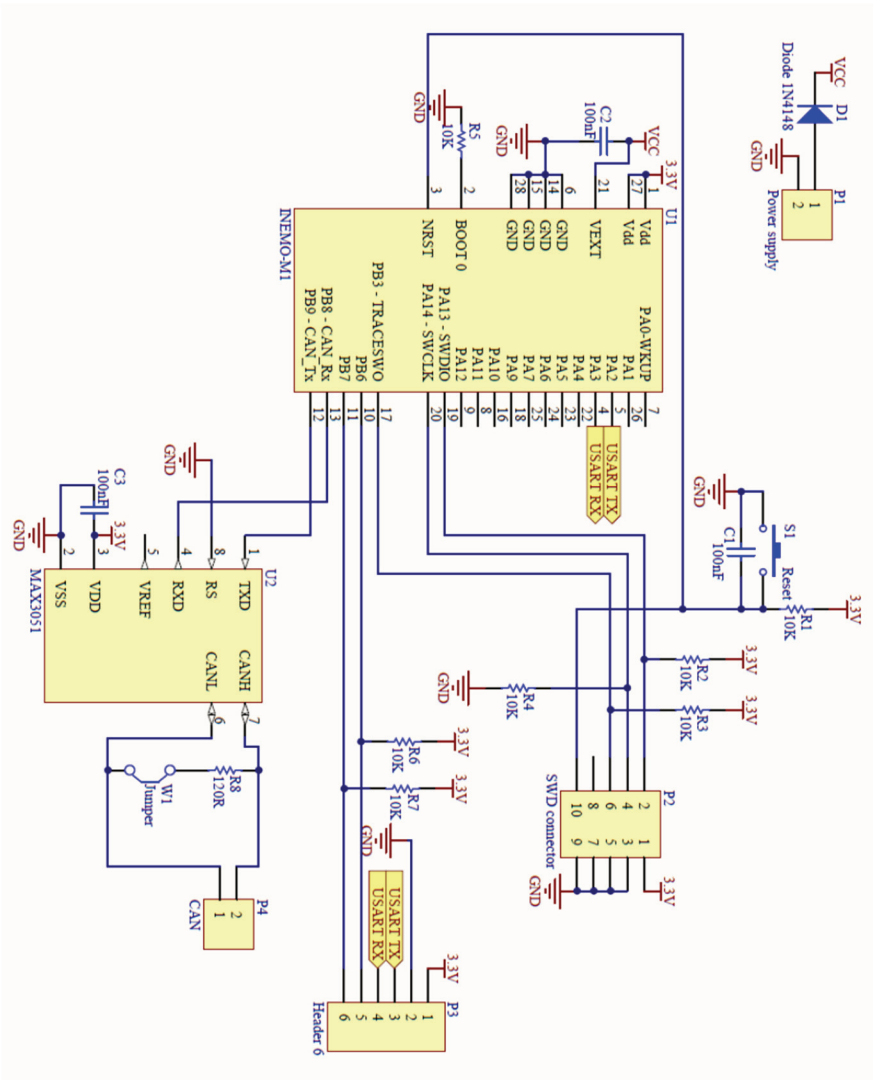 VCC
D1
Diode 1N4148
GND
P1
1
2
Power supply
3.3V
VCC
C2
100nF
GND
R5
10K
GND
U1
1 Vdd
27 Vdd
21 VEXT
6 GND
14 GND
15 GND
28 GND
2 BOOT 0
3 NRST
PA0-WKUP 7
PA1 26
PA2 5
PA3 4
PA4 22
PA5 23
PA6 24
PA7 25
PA9 18
PA10 16
PA11 8
PA12 9
PA13 - SWDIO 19
PA14 - SWCLK 20
PB3 - TRACESWO 17
PB6 10
PB7 11
PB8 - CAN_Rx 13
PB9 - CAN_Tx 12
INEMO-M1
USART TX
USART RX
S1
Reset
C1
100nF
GND
3.3V
R1
10K
3.3V
R2
10K
3.3V
R3
10K
R4
10K
GND
P2
2 1
4 3
6 5
8 7
10 9
SWD connector
3.3V
GND
3.3V
R6
10K
3.3V
R7
10K
GND
USART TX
USART RX
3.3V
P3
1
2
3
4
5
6
Header 6
GND
C3
100nF
3.3V
GND
U2
1 TXD
8 RS
4 RXD
5 VREF
3 VDD
2 VSS
CANH 7
CANL 6
MAX3051
R8
120R
W1
Jumper
P4
2
1
CAN